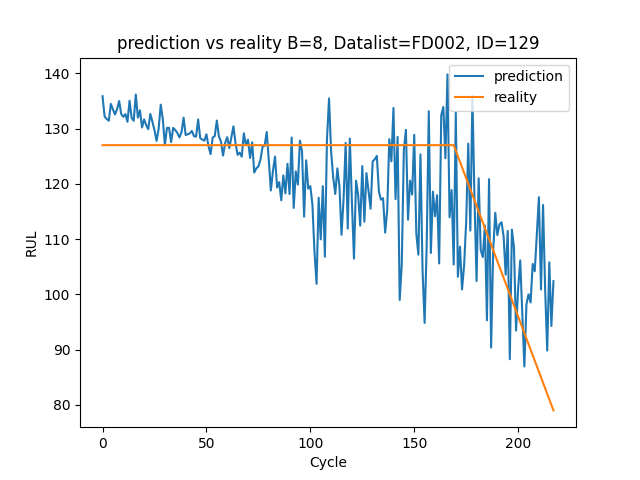 prediction vs reality B=8, Datalist=FD002, ID=129
prediction
reality
140
130
120
110
100
90
80
RUL
0
50
100
150
200
Cycle